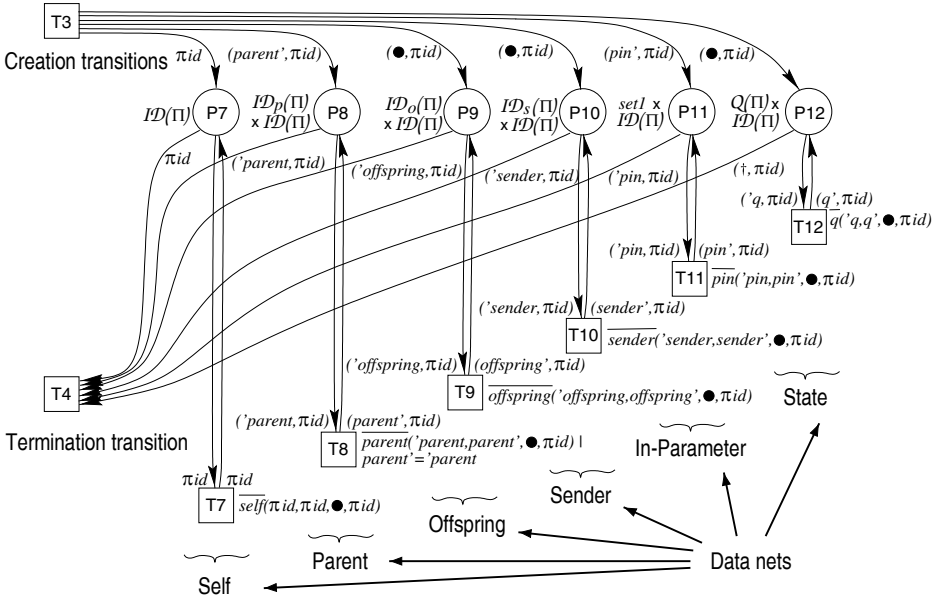 T3
Creation transitions
πid
(parent',πid)
(●,πid)
(●,πid)
(pin',πid)
(●,πid)
ID(Π)
P7
IDp(Π)
x ID(Π)
P8
IDo(Π)
x ID(Π)
P9
IDs(Π)
x ID(Π)
P10
set1 x
ID(Π)
P11
Q(Π) x
ID(Π)
P12
πid
('parent,πid)
('offspring,πid)
('sender,πid)
('pin,πid)
(†,πid)
('q,πid)
(q',πid)
T12
q('q,q',●,πid)
('pin,πid)
(pin',πid)
T11
pin('pin,pin',●,πid)
('sender,πid)
(sender',πid)
T10
sender('sender,sender',●,πid)
('offspring,πid)
(offspring',πid)
T9
offspring('offspring,offspring',●,πid)
T4
Termination transition
('parent,πid)
(parent',πid)
T8
parent('parent,parent',●,πid) |
parent'='parent
πid
πid
T7
self(πid,πid,●,πid)
State
In-Parameter
Sender
Offspring
Parent
Self
Data nets